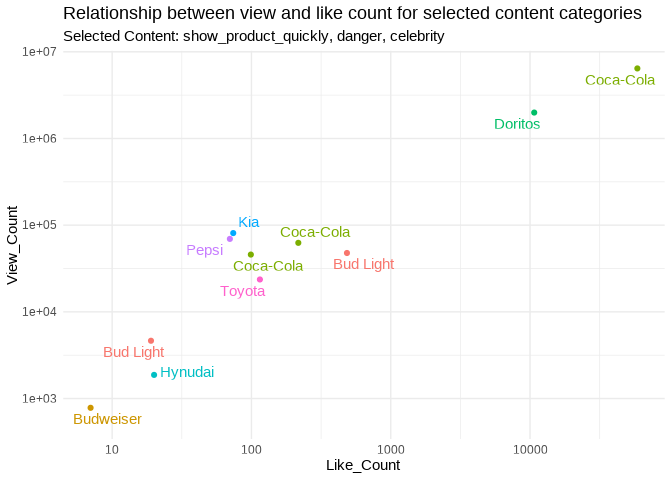 Relationship between view and like count for selected content categories
Selected Content: show_product_quickly, danger, celebrity
1e+07
Coca-Cola
Doritos
1e+06
Kia
1e+05
Coca-Cola
Pepsi
Coca-Cola
Bud Light
Toyota
View_Count
1e+04
Bud Light
Hynudai
1e+03
Budweiser
10
100
1000
10000
Like_Count